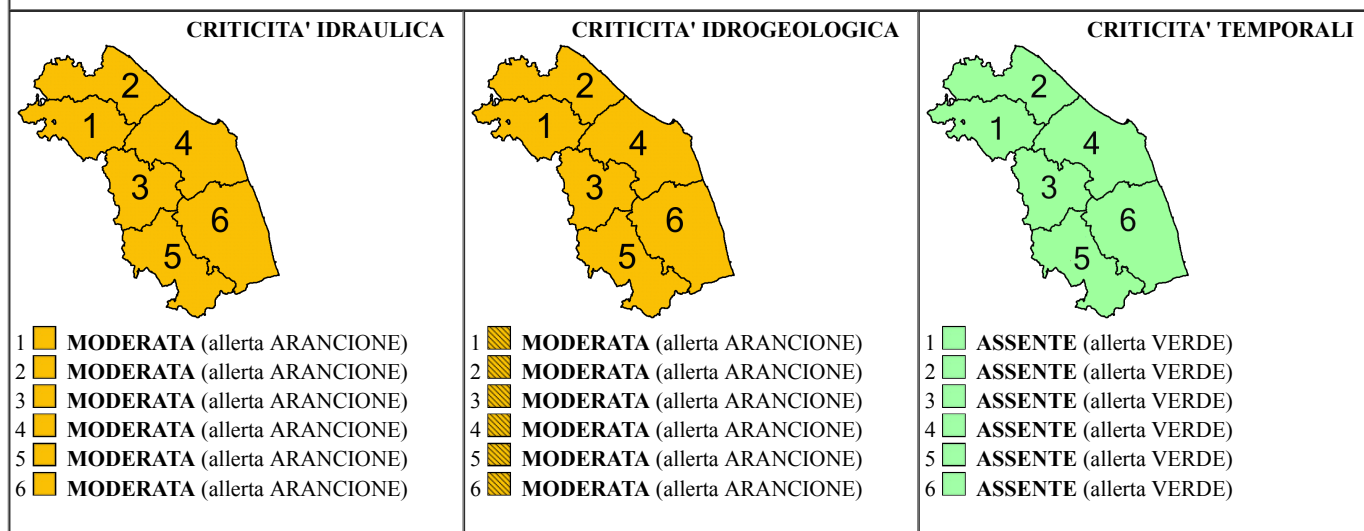 CRITICITA' IDRAULICA
2
1
4
3
6
5
1 MODERATA (allerta ARANCIONE)
2 MODERATA (allerta ARANCIONE)
3 MODERATA (allerta ARANCIONE)
4 MODERATA (allerta ARANCIONE)
5 MODERATA (allerta ARANCIONE)
6 MODERATA (allerta ARANCIONE)
CRITICITA' IDROGEOLOGICA
2
1
4
3
6
5
1 MODERATA (allerta ARANCIONE)
2 MODERATA (allerta ARANCIONE)
3 MODERATA (allerta ARANCIONE)
4 MODERATA (allerta ARANCIONE)
5 MODERATA (allerta ARANCIONE)
6 MODERATA (allerta ARANCIONE)
CRITICITA' TEMPORALI
2
1
4
3
6
5
1 ASSENTE (allerta VERDE)
2 ASSENTE (allerta VERDE)
3 ASSENTE (allerta VERDE)
4 ASSENTE (allerta VERDE)
5 ASSENTE (allerta VERDE)
6 ASSENTE (allerta VERDE)